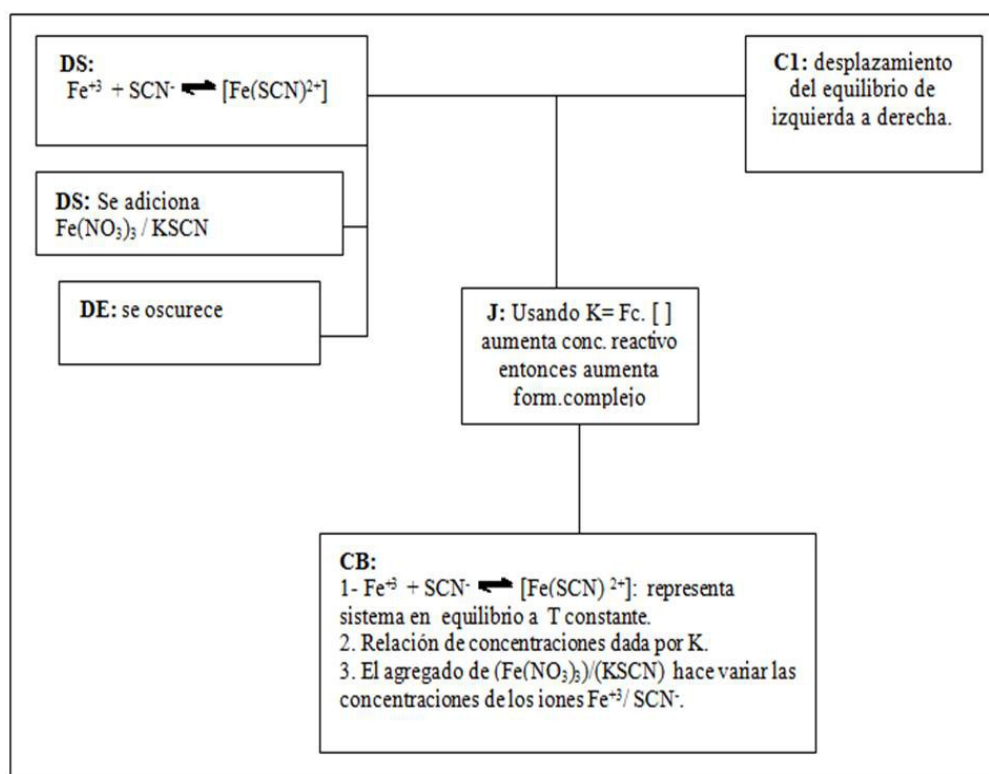 DS:
Fe⁺³ + SCN⁻ ⇌ [Fe(SCN)²⁺]
C1: desplazamiento
del equilibrio de
izquierda a derecha.
DS: Se adiciona
Fe(NO₃)₃ / KSCN
DE: se oscurece
J: Usando K= Fc. [ ]
aumenta conc. reactivo
entonces aumenta
form.complejo
CB:
1- Fe⁺³ + SCN⁻ ⇌ [Fe(SCN) ²⁺]: representa
sistema en equilibrio a T constante.
2. Relación de concentraciones dada por K.
3. El agregado de (Fe(NO₃)₃)/(KSCN) hace variar las
concentraciones de los iones Fe⁺³/ SCN⁻.